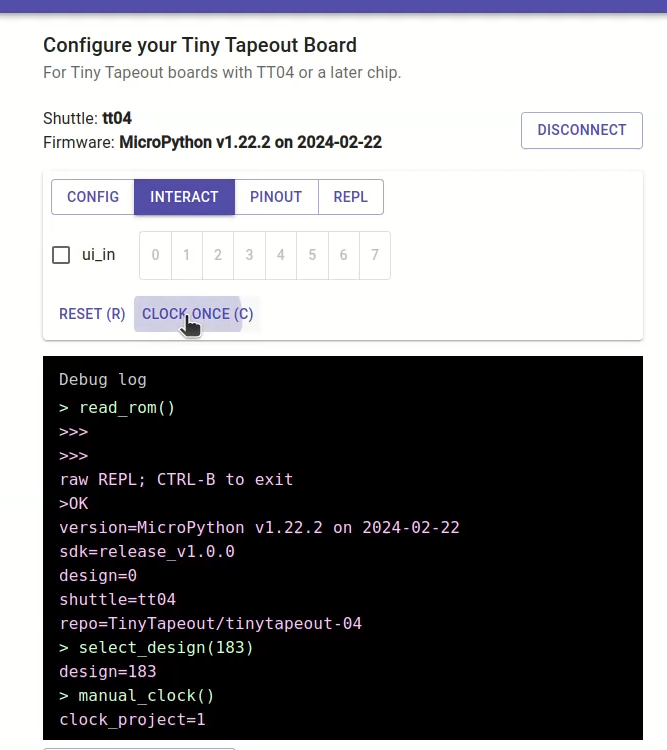 Configure your Tiny Tapeout Board
For Tiny Tapeout boards with TT04 or a later chip.
Shuttle: tt04
Firmware: MicroPython v1.22.2 on 2024-02-22
DISCONNECT
CONFIG INTERACT PINOUT REPL
ui_in 0 1 2 3 4 5 6 7
RESET (R) CLOCK ONCE (C)
Debug log
> read_rom()
>>>
>>>
raw REPL; CTRL-B to exit
>OK
version=MicroPython v1.22.2 on 2024-02-22
sdk=release_v1.0.0
design=0
shuttle=tt04
repo=TinyTapeout/tinytapeout-04
> select_design(183)
design=183
> manual_clock()
clock_project=1